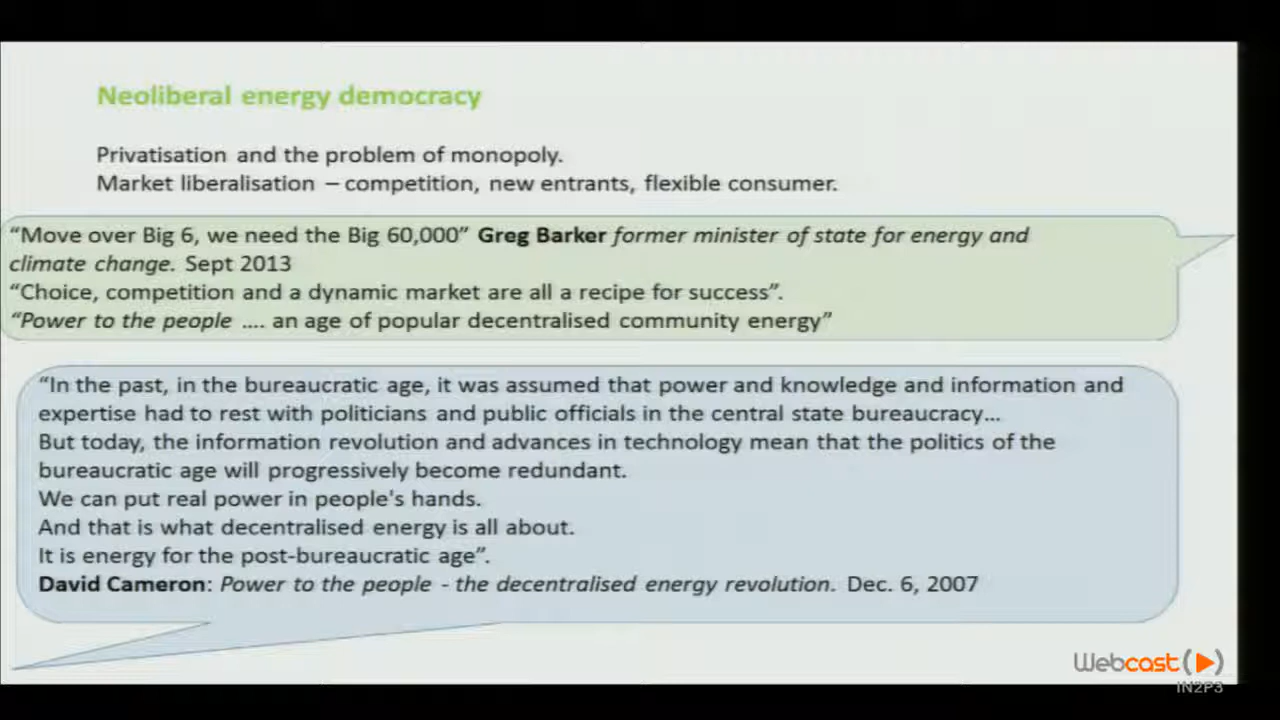 Neoliberal energy democracy
Privatisation and the problem of monopoly.
Market liberalisation – competition, new entrants, flexible consumer.
“Move over Big 6, we need the Big 60,000” Greg Barker former minister of state for energy and
climate change. Sept 2013
“Choice, competition and a dynamic market are all a recipe for success”.
“Power to the people .... an age of popular decentralised community energy”
“In the past, in the bureaucratic age, it was assumed that power and knowledge and information and
expertise had to rest with politicians and public officials in the central state bureaucracy...
But today, the information revolution and advances in technology mean that the politics of the
bureaucratic age will progressively become redundant.
We can put real power in people's hands.
And that is what decentralised energy is all about.
It is energy for the post-bureaucratic age”.
David Cameron: Power to the people - the decentralised energy revolution. Dec. 6, 2007
Webcast
IN2P3